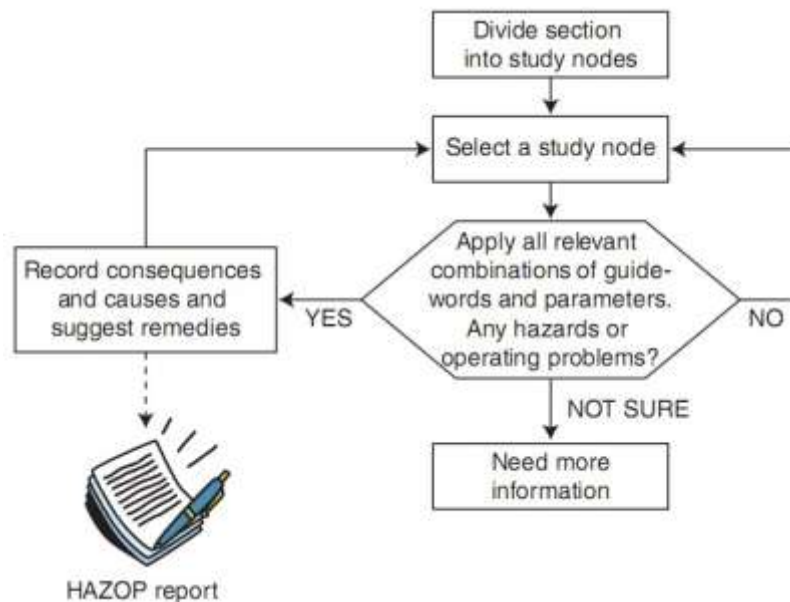 Divide section
into study nodes
Select a study node
Apply all relevant
combinations of guide-
words and parameters.
Any hazards or
operating problems?
Record consequences
and causes and
suggest remedies
YES
NO
NOT SURE
Need more
information
HAZOP report